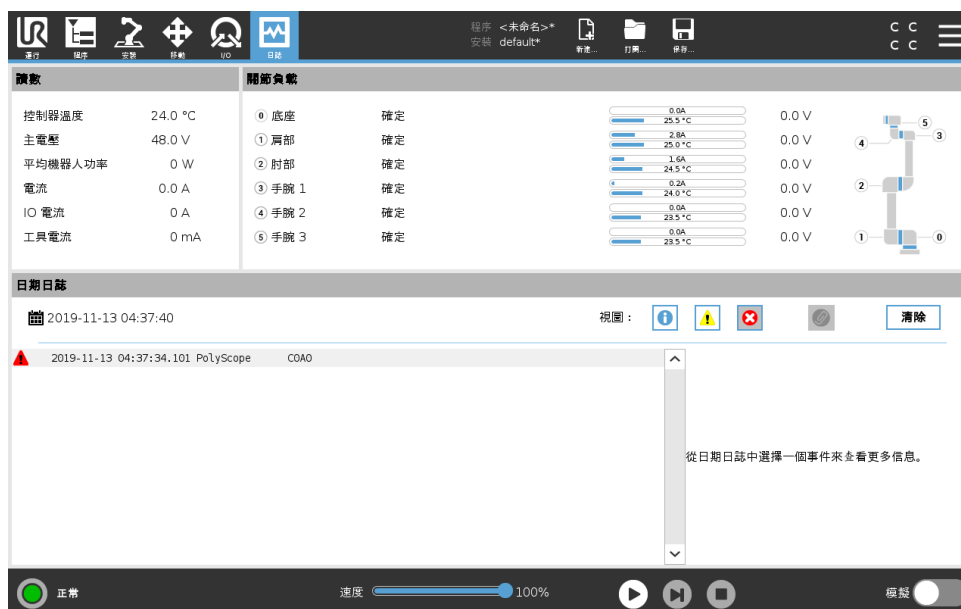 程序 <未命名>*
安裝 default*
運行 程序 安裝 移動 I/O 日誌 新建... 打開... 保存...
C C
C C
讀數 關節負載
控制器溫度 24.0 °C 0 底座 確定 0.0A 25.5 °C 0.0 V
主電壓 48.0 V 1 肩部 確定 2.8A 25.0 °C 0.0 V
平均機器人功率 0 W 2 肘部 確定 1.6A 24.5 °C 0.0 V
電流 0.0 A 3 手腕 1 確定 0.2A 24.0 °C 0.0 V
IO 電流 0 A 4 手腕 2 確定 0.0A 23.5 °C 0.0 V
工具電流 0 mA 5 手腕 3 確定 0.0A 23.5 °C 0.0 V
5
4 3
2
1 0
日期日誌
2019-11-13 04:37:40 視圖： 清除
2019-11-13 04:37:34.101 PolyScope C0A0
從日期日誌中選擇一個事件來查看更多信息。
正常 速度 100% 模擬